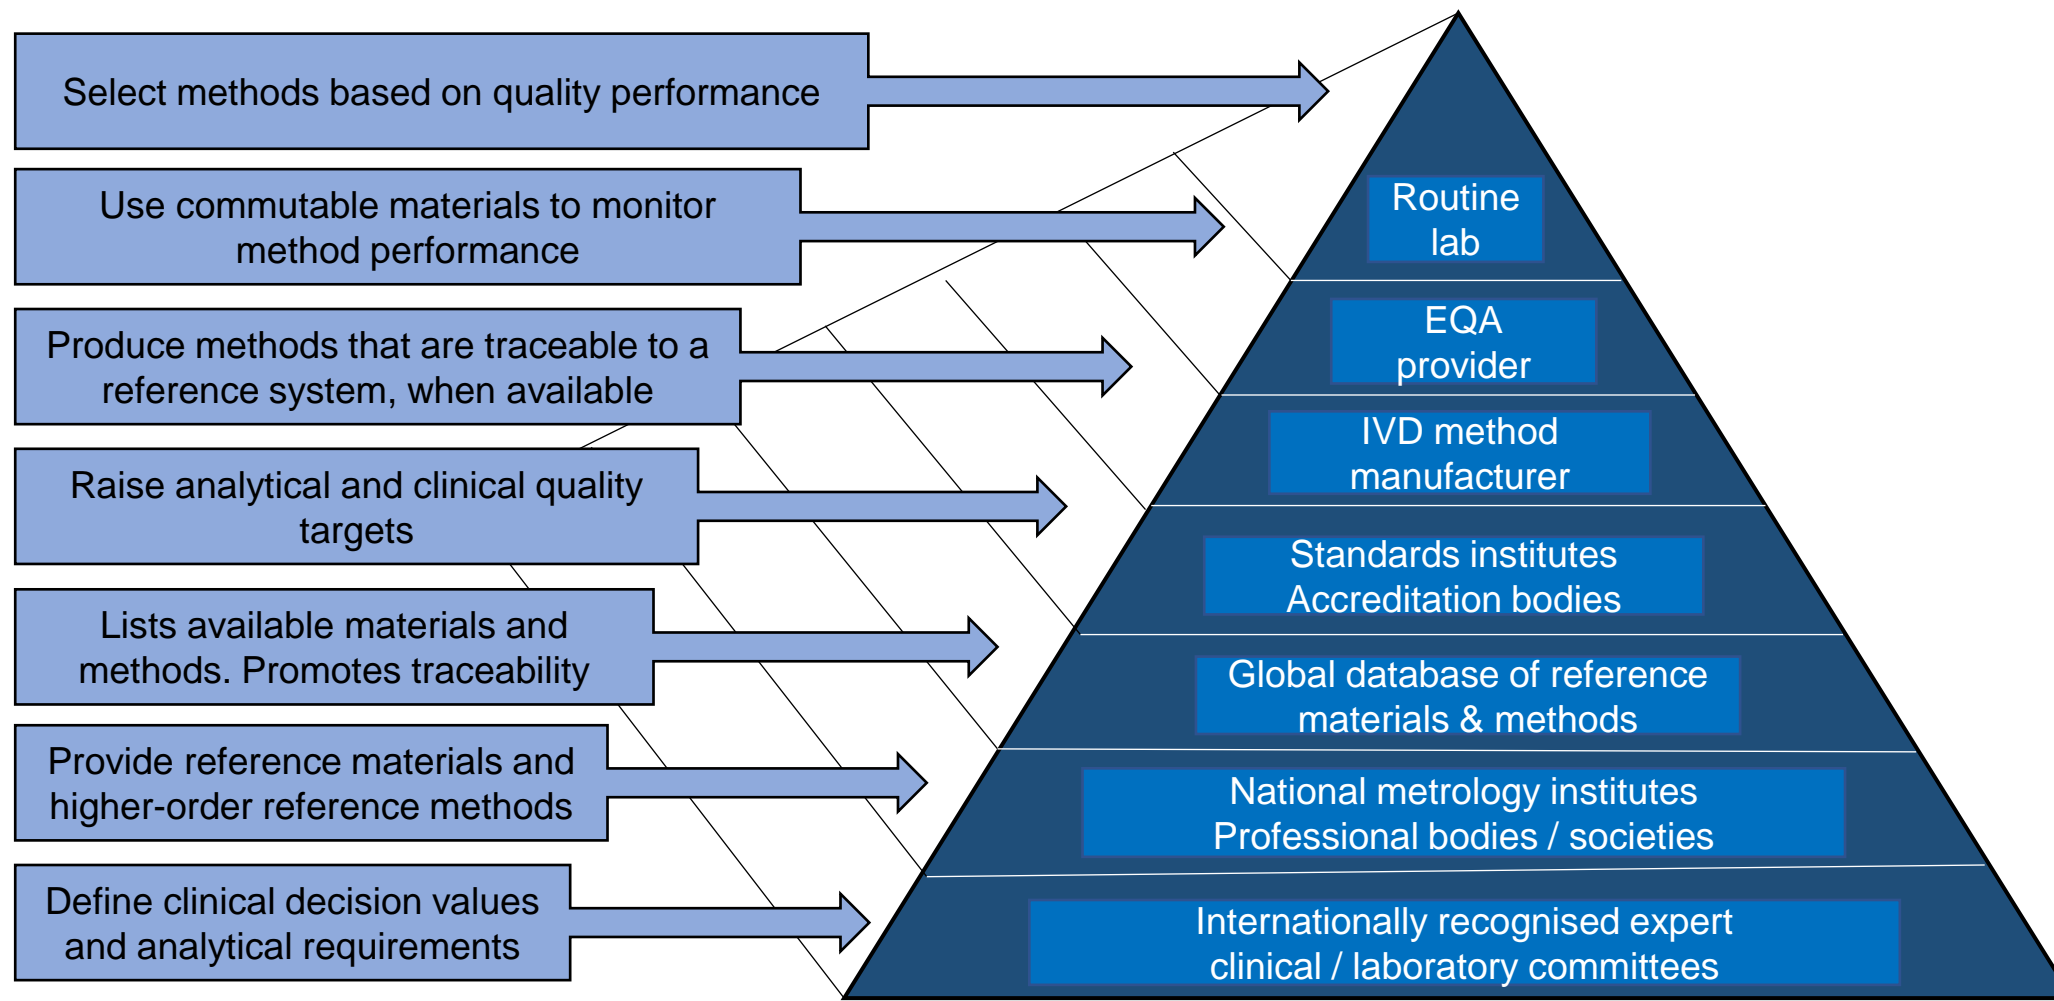 Select methods based on quality performance
Use commutable materials to monitor
method performance
Produce methods that are traceable to a
reference system, when available
Raise analytical and clinical quality
targets
Lists available materials and
methods. Promotes traceability
Provide reference materials and
higher-order reference methods
Define clinical decision values
and analytical requirements
Routine
lab
EQA
provider
IVD method
manufacturer
Standards institutes
Accreditation bodies
Global database of reference
materials & methods
National metrology institutes
Professional bodies / societies
Internationally recognised expert
clinical / laboratory committees